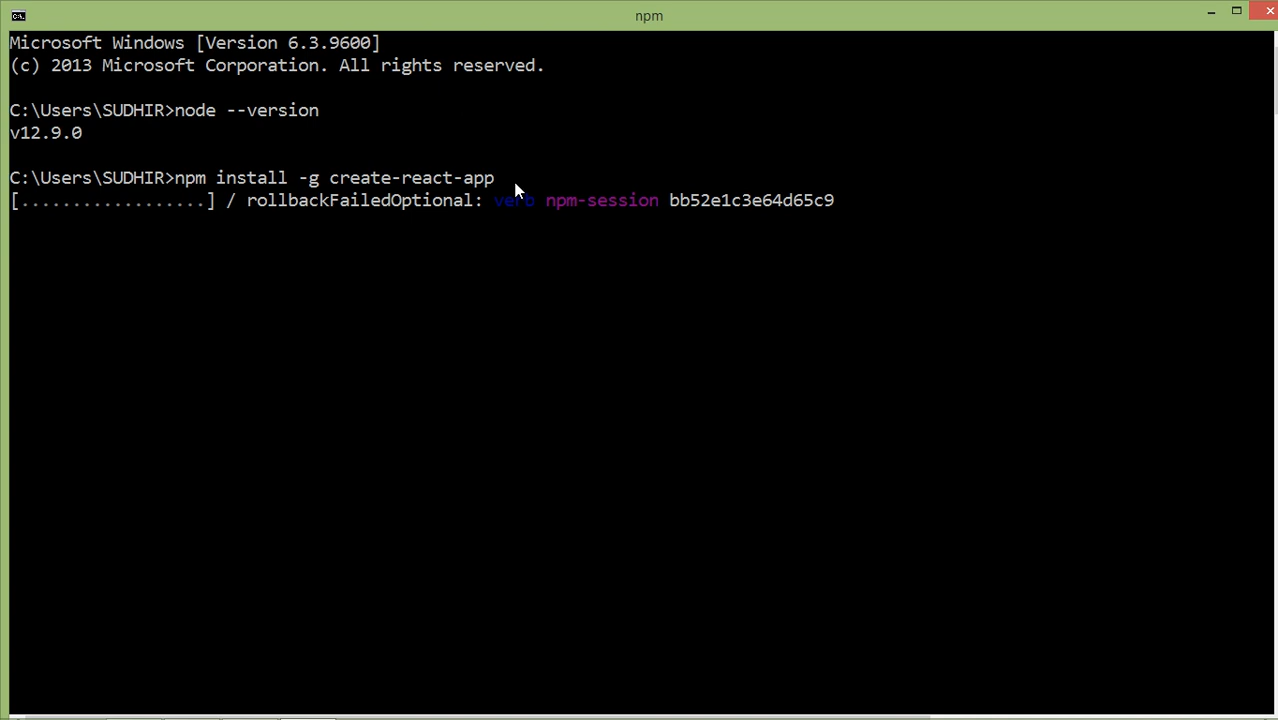 npm
Microsoft Windows [Version 6.3.9600]
(c) 2013 Microsoft Corporation. All rights reserved.
C:\Users\SUDHIR>node --version
v12.9.0
C:\Users\SUDHIR>npm install -g create-react-app
[..................] / rollbackFailedOptional: verb npm-session bb52e1c3e64d65c9